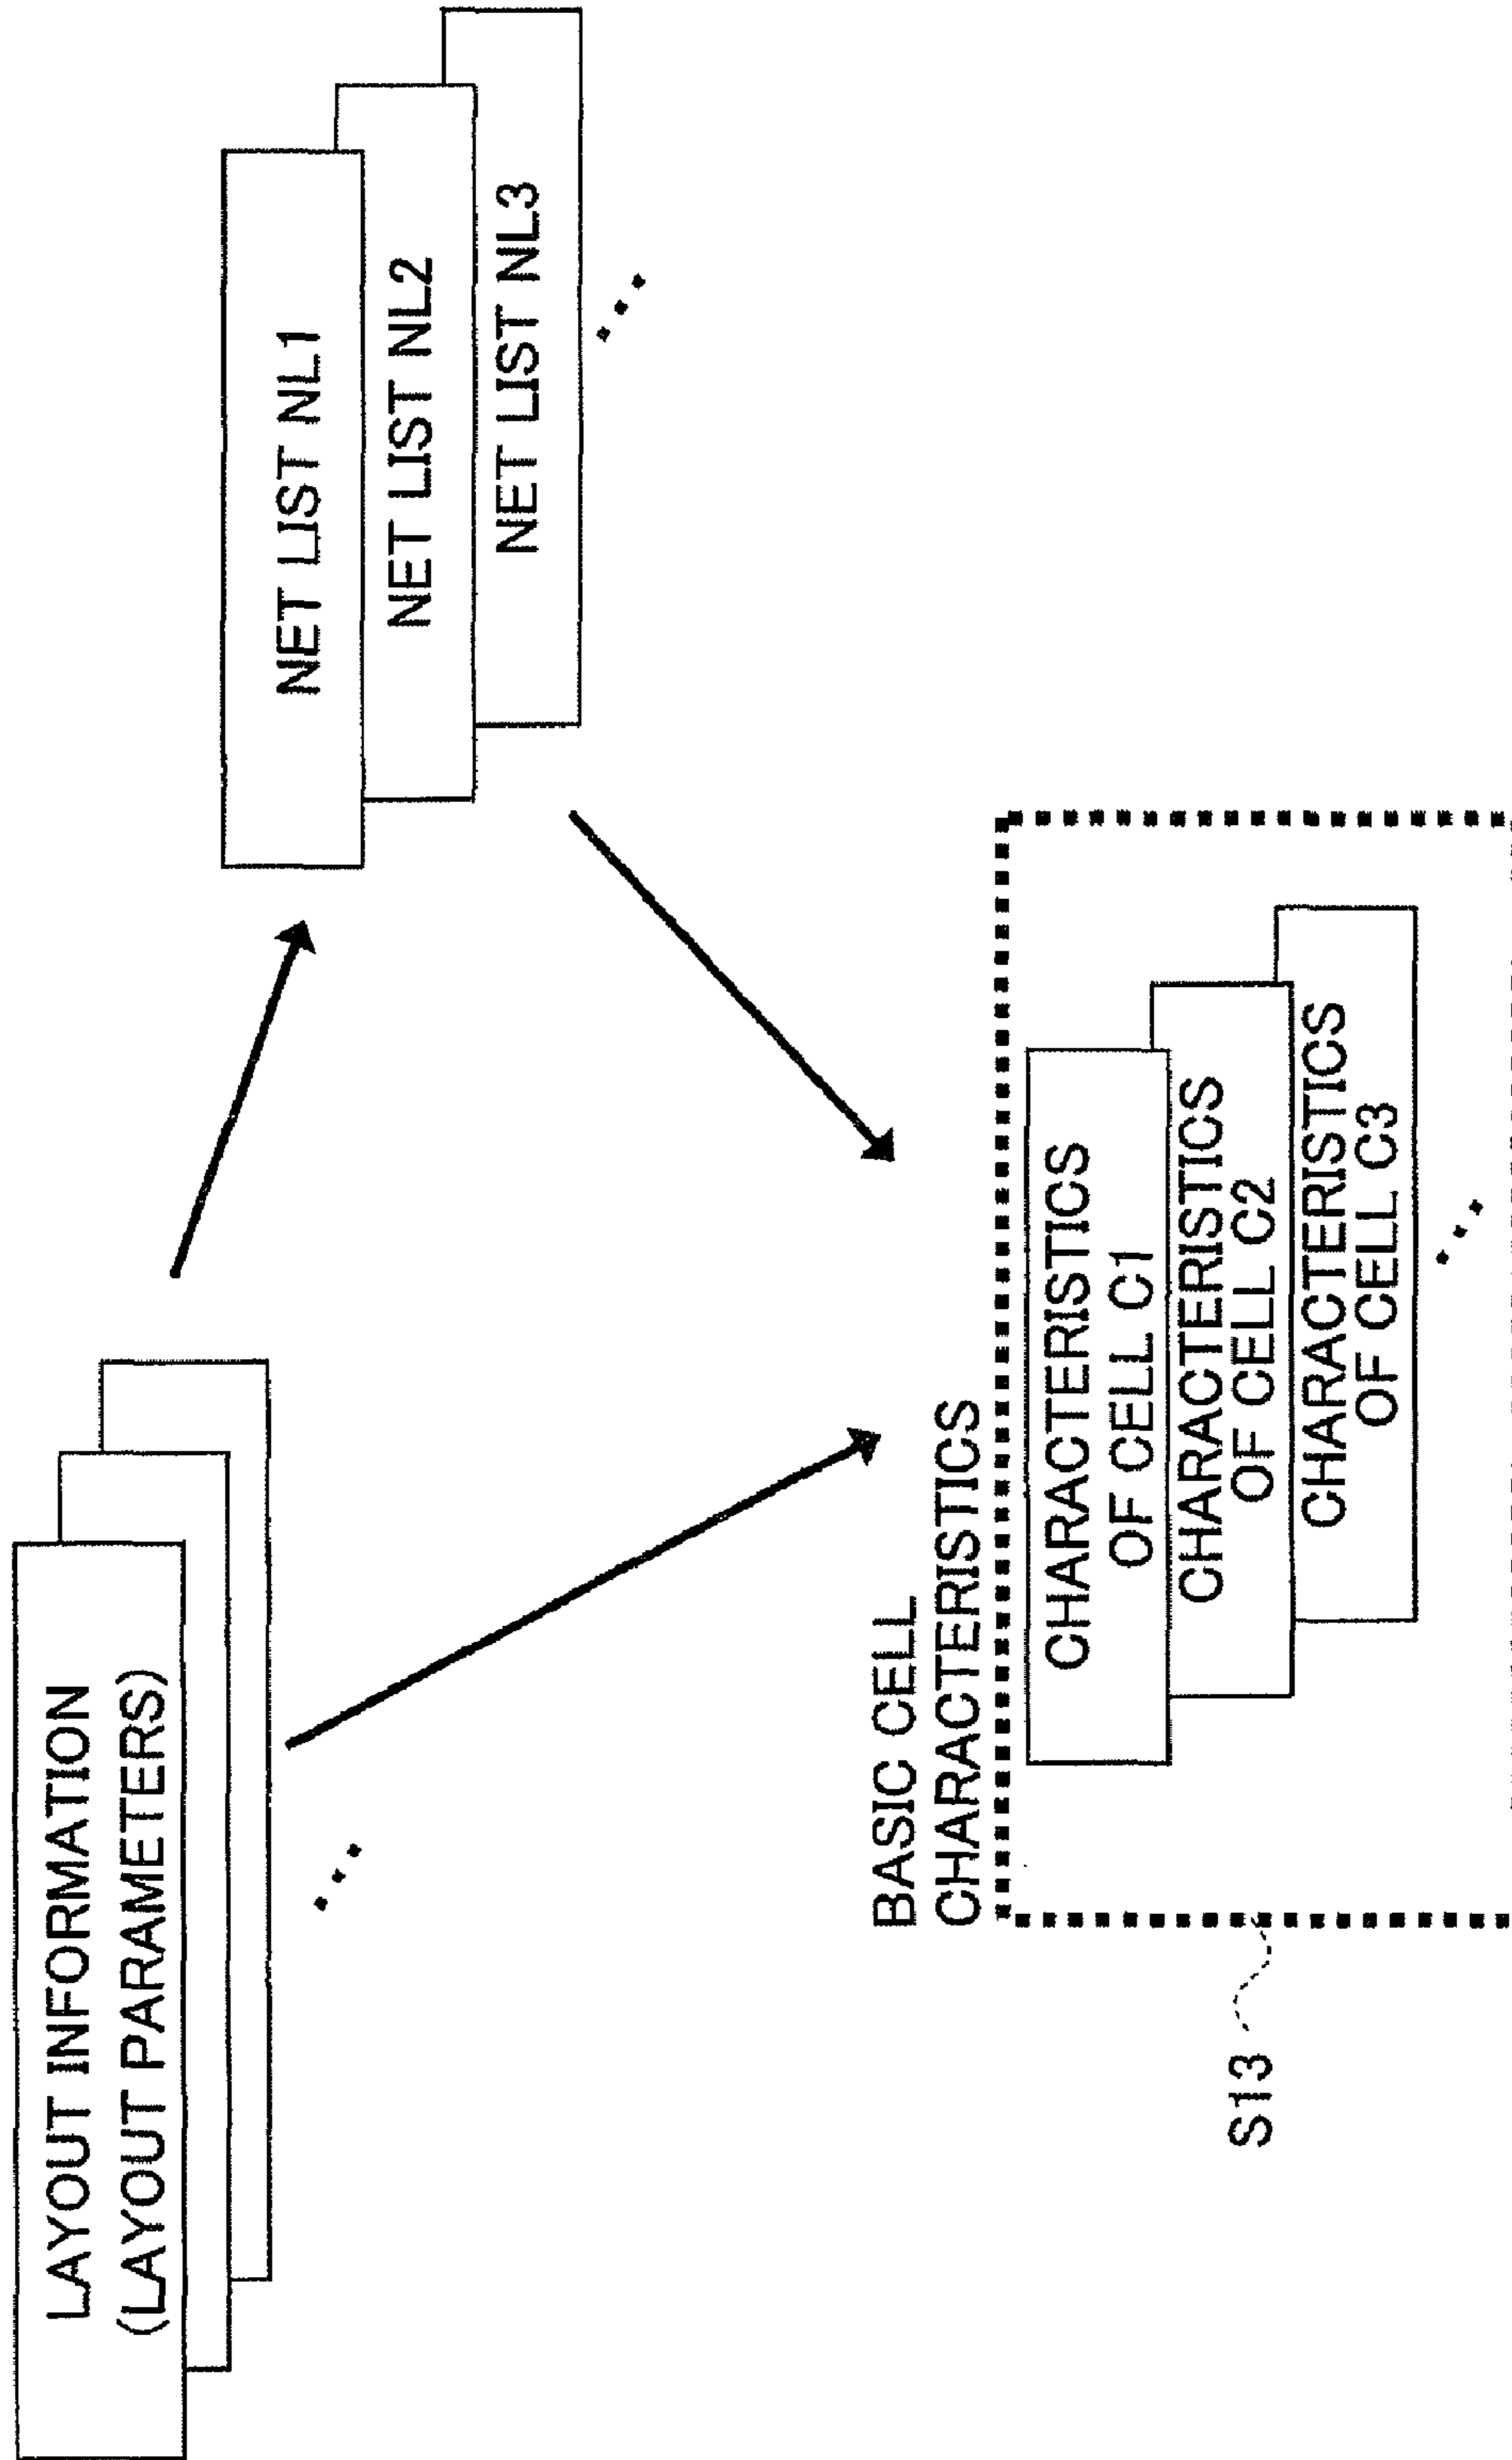 LAYOUT INFORMATION
(LAYOUT PARAMETERS)
NET LIST NL1
NET LIST NL2
NET LIST NL3
BASIC CELL
CHARACTERISTICS
CHARACTERISTICS
OF CELL C1
CHARACTERISTICS
OF CELL C2
CHARACTERISTICS
OF CELL C3
S13